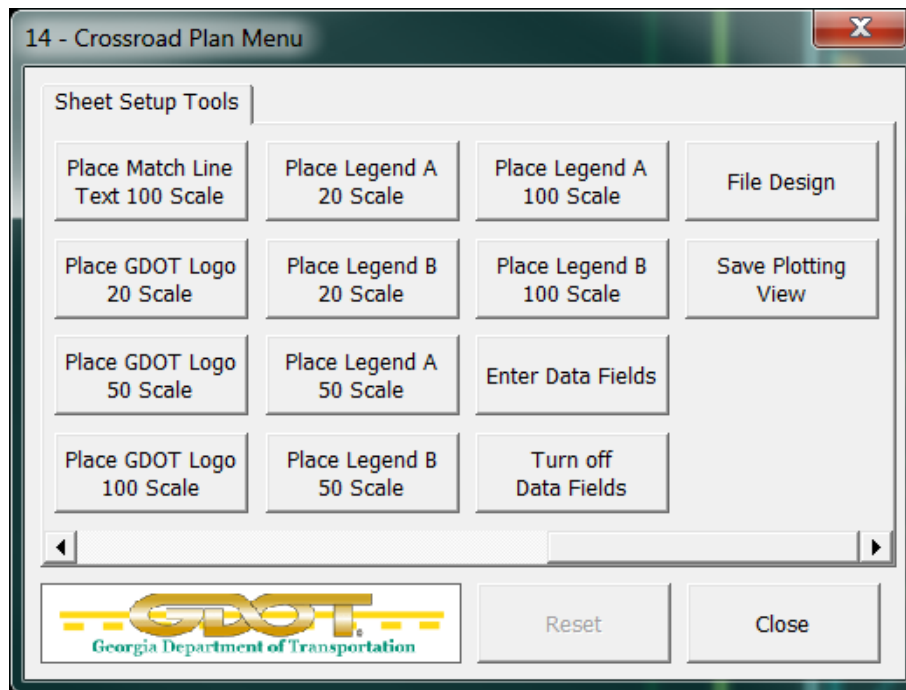 14 - Crossroad Plan Menu
X
Sheet Setup Tools
Place Match Line
Text 100 Scale
Place Legend A
20 Scale
Place Legend A
100 Scale
File Design
Place GDOT Logo
20 Scale
Place Legend B
20 Scale
Place Legend B
100 Scale
Save Plotting
View
Place GDOT Logo
50 Scale
Place Legend A
50 Scale
Enter Data Fields
Place GDOT Logo
100 Scale
Place Legend B
50 Scale
Turn off
Data Fields
GDOT
Georgia Department of Transportation
Reset
Close